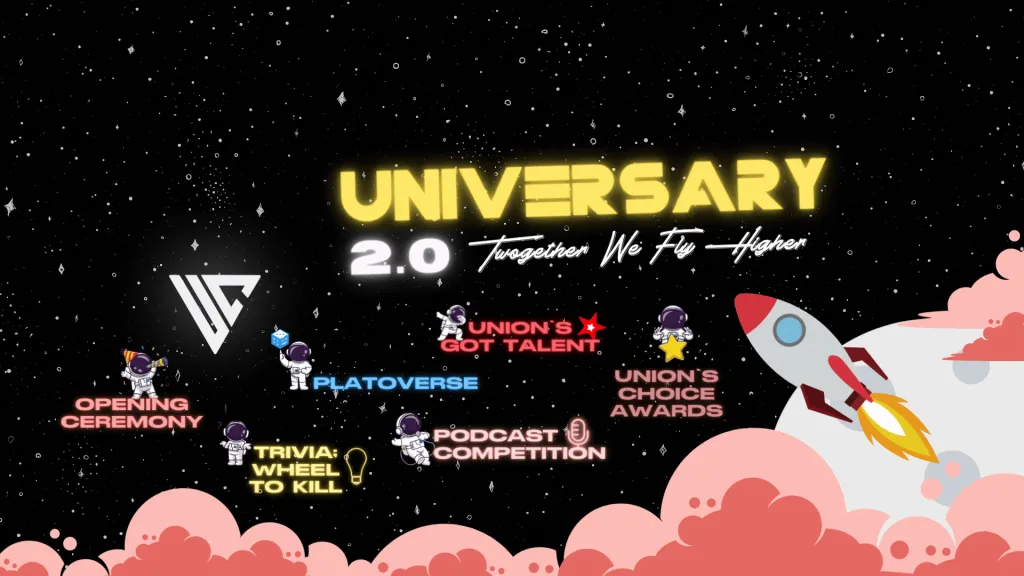 UNIVERSARY
2.0 Twogether We Fly Higher
UNION'S
GOT TALENT
UNION'S
CHOICE
AWARDS
PLATOVERSE
OPENING
CEREMONY
PODCAST
COMPETITION
TRIVIA:
WHEEL
TO KILL